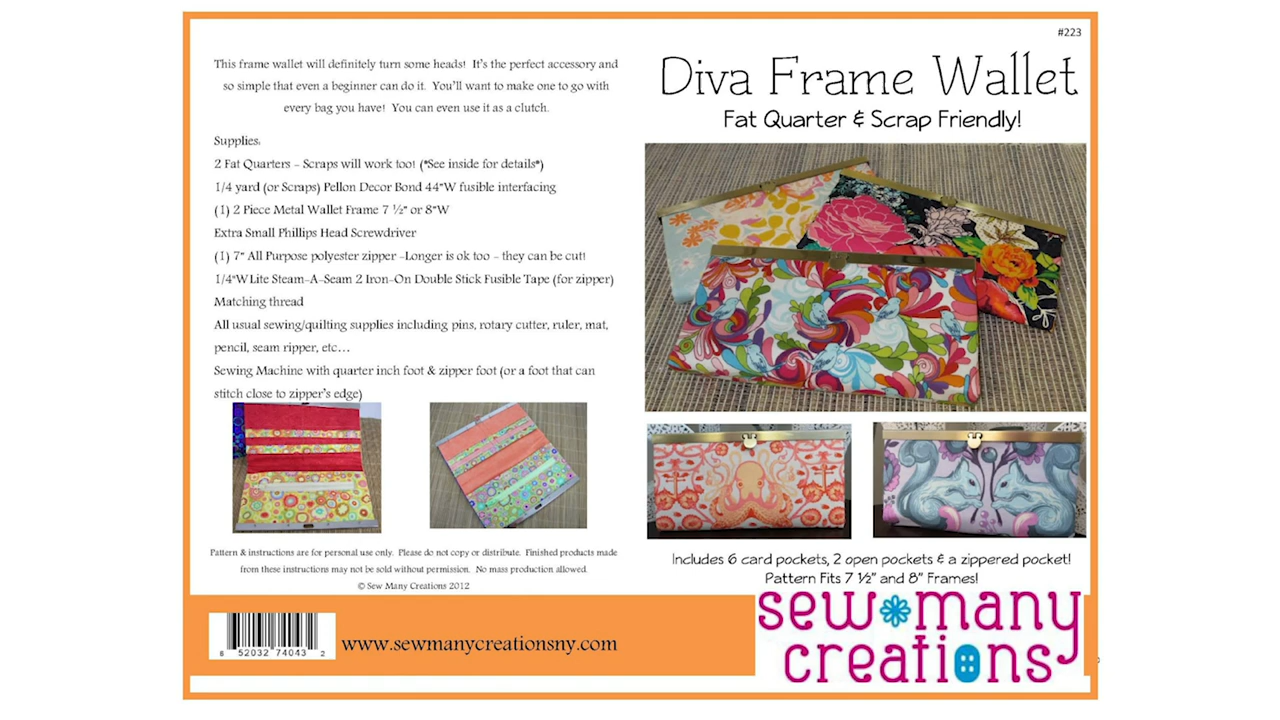 This frame wallet will definitely turn some heads!  It's the perfect accessory and
so simple that even a beginner can do it.  You'll want to make one to go with
every bag you have!  You can even use it as a clutch.
Supplies:
2 Fat Quarters – Scraps will work too! (*See inside for details*)
1/4 yard (or Scraps) Pellon Decor Bond 44"W fusible interfacing
(1) 2 Piece Metal Wallet Frame 7 ½" or 8"W
Extra Small Phillips Head Screwdriver
(1) 7" All Purpose polyester zipper –Longer is ok too – they can be cut!
1/4"W Lite Steam-A-Seam 2 Iron-On Double Stick Fusible Tape (for zipper)
Matching thread
All usual sewing/quilting supplies including pins, rotary cutter, ruler, mat,
pencil, seam ripper, etc…
Sewing Machine with quarter inch foot & zipper foot (or a foot that can
stitch close to zipper's edge)
Pattern & instructions are for personal use only.  Please do not copy or distribute.  Finished products made
from these instructions may not be sold without permission.  No mass production allowed.
© Sew Many Creations 2012
6 52032 74043 2
www.sewmanycreationsny.com
#223
Diva Frame Wallet
Fat Quarter & Scrap Friendly!
Includes 6 card pockets, 2 open pockets & a zippered pocket!
Pattern Fits 7 ½" and 8" Frames!
sew many
creations